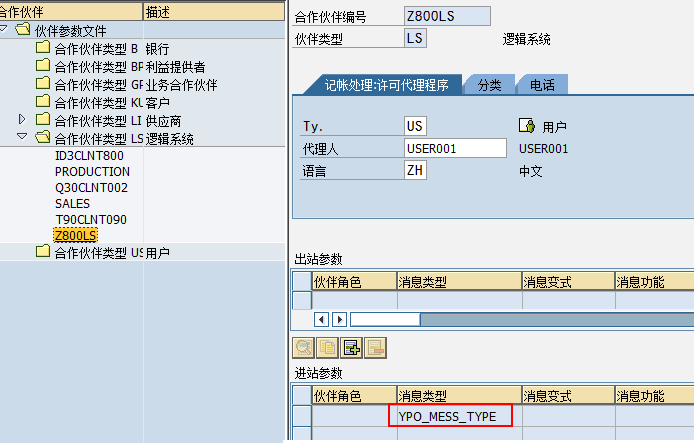 合作伙伴 描述
伙伴参数文件
合作伙伴类型 B 银行
合作伙伴类型 BP 利益提供者
合作伙伴类型 GP 业务合作伙伴
合作伙伴类型 KU 客户
合作伙伴类型 LI 供应商
合作伙伴类型 LS 逻辑系统
ID3CLNT800
PRODUCTION
Q30CLNT002
SALES
T90CLNT090
Z800LS
合作伙伴类型 US 用户
合作伙伴编号 Z800LS
伙伴类型 LS 逻辑系统
记帐处理:许可代理程序 分类 电话
Ty. US 用户
代理人 USER001 USER001
语言 ZH 中文
出站参数
伙伴角色 消息类型 消息变式 消息功能
进站参数
伙伴角色 消息类型 消息变式 消息功能
YPO_MESS_TYPE